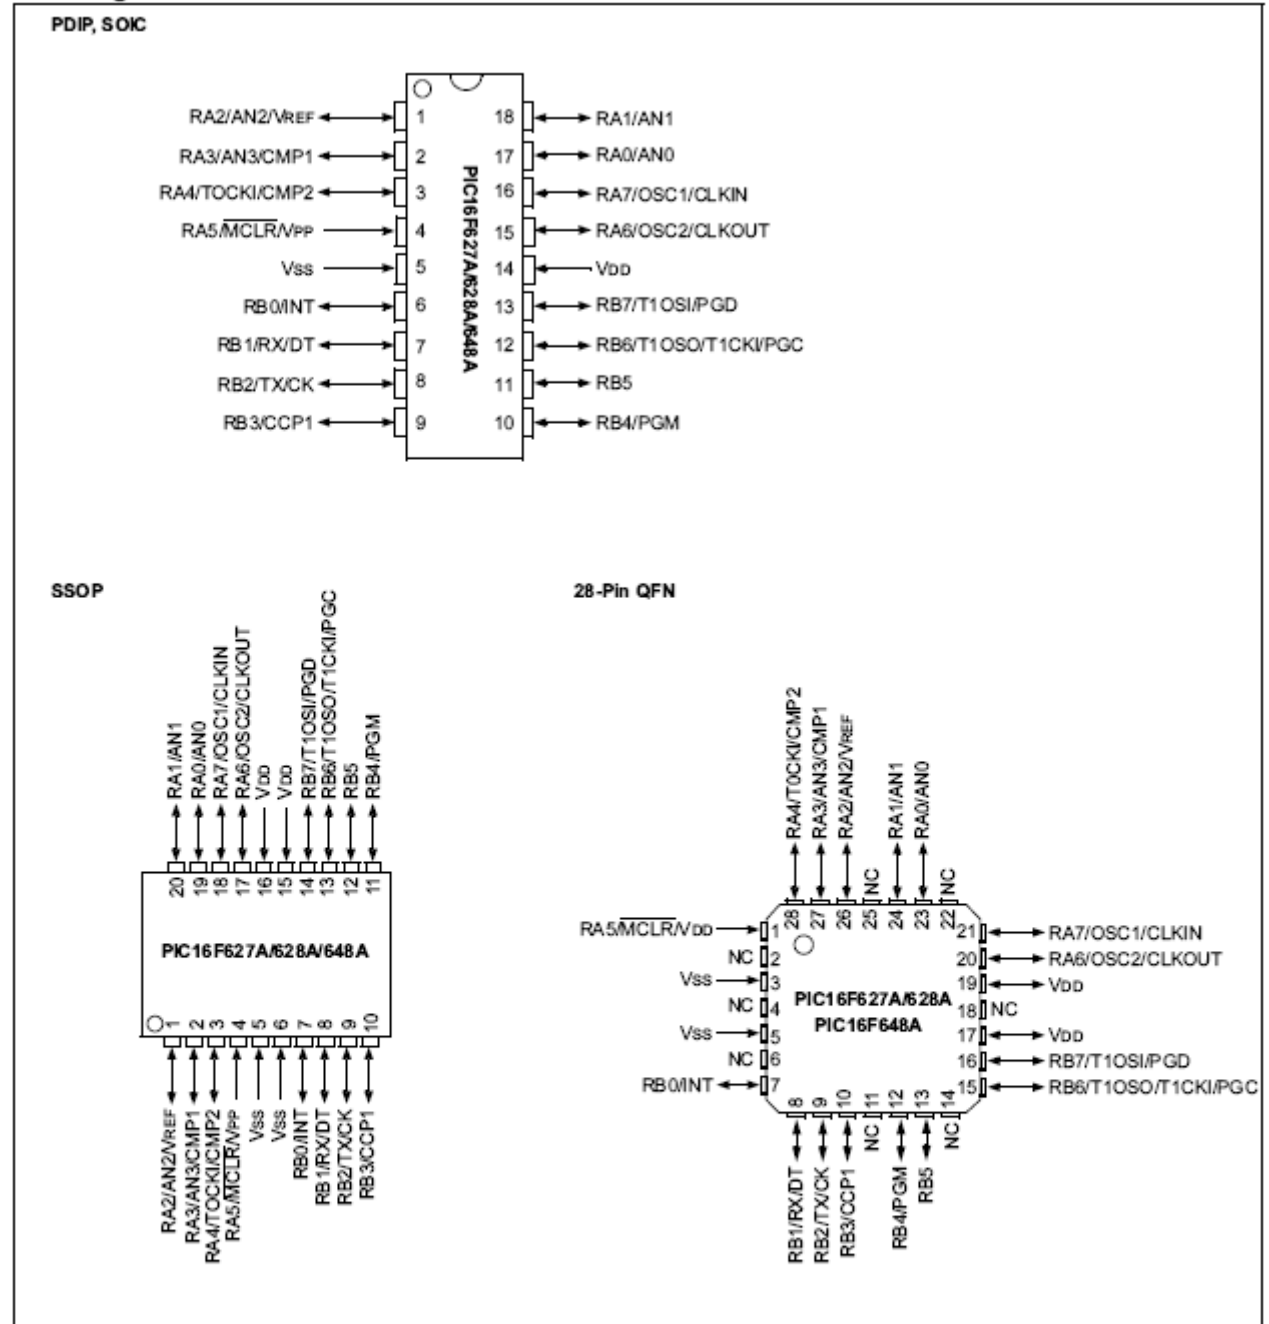 PDIP, SOIC
RA2/AN2/VREF 1 18 RA1/AN1
RA3/AN3/CMP1 2 17 RA0/AN0
RA4/TOCKI/CMP2 3 16 RA7/OSC1/CLKIN
RA5/MCLR/VPP 4 15 RA6/OSC2/CLKOUT
VSS 5 14 VDD
RB0/INT 6 13 RB7/T1OSI/PGD
RB1/RX/DT 7 12 RB6/T1OSO/T1CKI/PGC
RB2/TX/CK 8 11 RB5
RB3/CCP1 9 10 RB4/PGM
PIC16F627A/628A/648A
SSOP
RA1/AN1
RA0/AN0
RA7/OSC1/CLKIN
RA6/OSC2/CLKOUT
VDD
VDD
RB7/T1OSI/PGD
RB6/T1OSO/T1CKI/PGC
RB5
RB4/PGM
20 19 18 17 16 15 14 13 12 11
PIC16F627A/628A/648A
1 2 3 4 5 6 7 8 9 10
RA2/AN2/VREF
RA3/AN3/CMP1
RA4/TOCKI/CMP2
RA5/MCLR/VPP
VSS
VSS
RB0/INT
RB1/RX/DT
RB2/TX/CK
RB3/CCP1
28-Pin QFN
RA4/T0CKI/CMP2
RA3/AN3/CMP1
RA2/AN2/VREF
NC
RA1/AN1
RA0/AN0
NC
28 27 26 25 24 23 22
RA5/MCLR/VDD 1 21 RA7/OSC1/CLKIN
NC 2 20 RA6/OSC2/CLKOUT
VSS 3 19 VDD
NC 4 18 NC
VSS 5 17 VDD
NC 6 16 RB7/T1OSI/PGD
RB0/INT 7 15 RB6/T1OSO/T1CKI/PGC
PIC16F627A/628A
PIC16F648A
8 9 10 11 12 13 14
RB1/RX/DT
RB2/TX/CK
RB3/CCP1
NC
RB4/PGM
RB5
NC